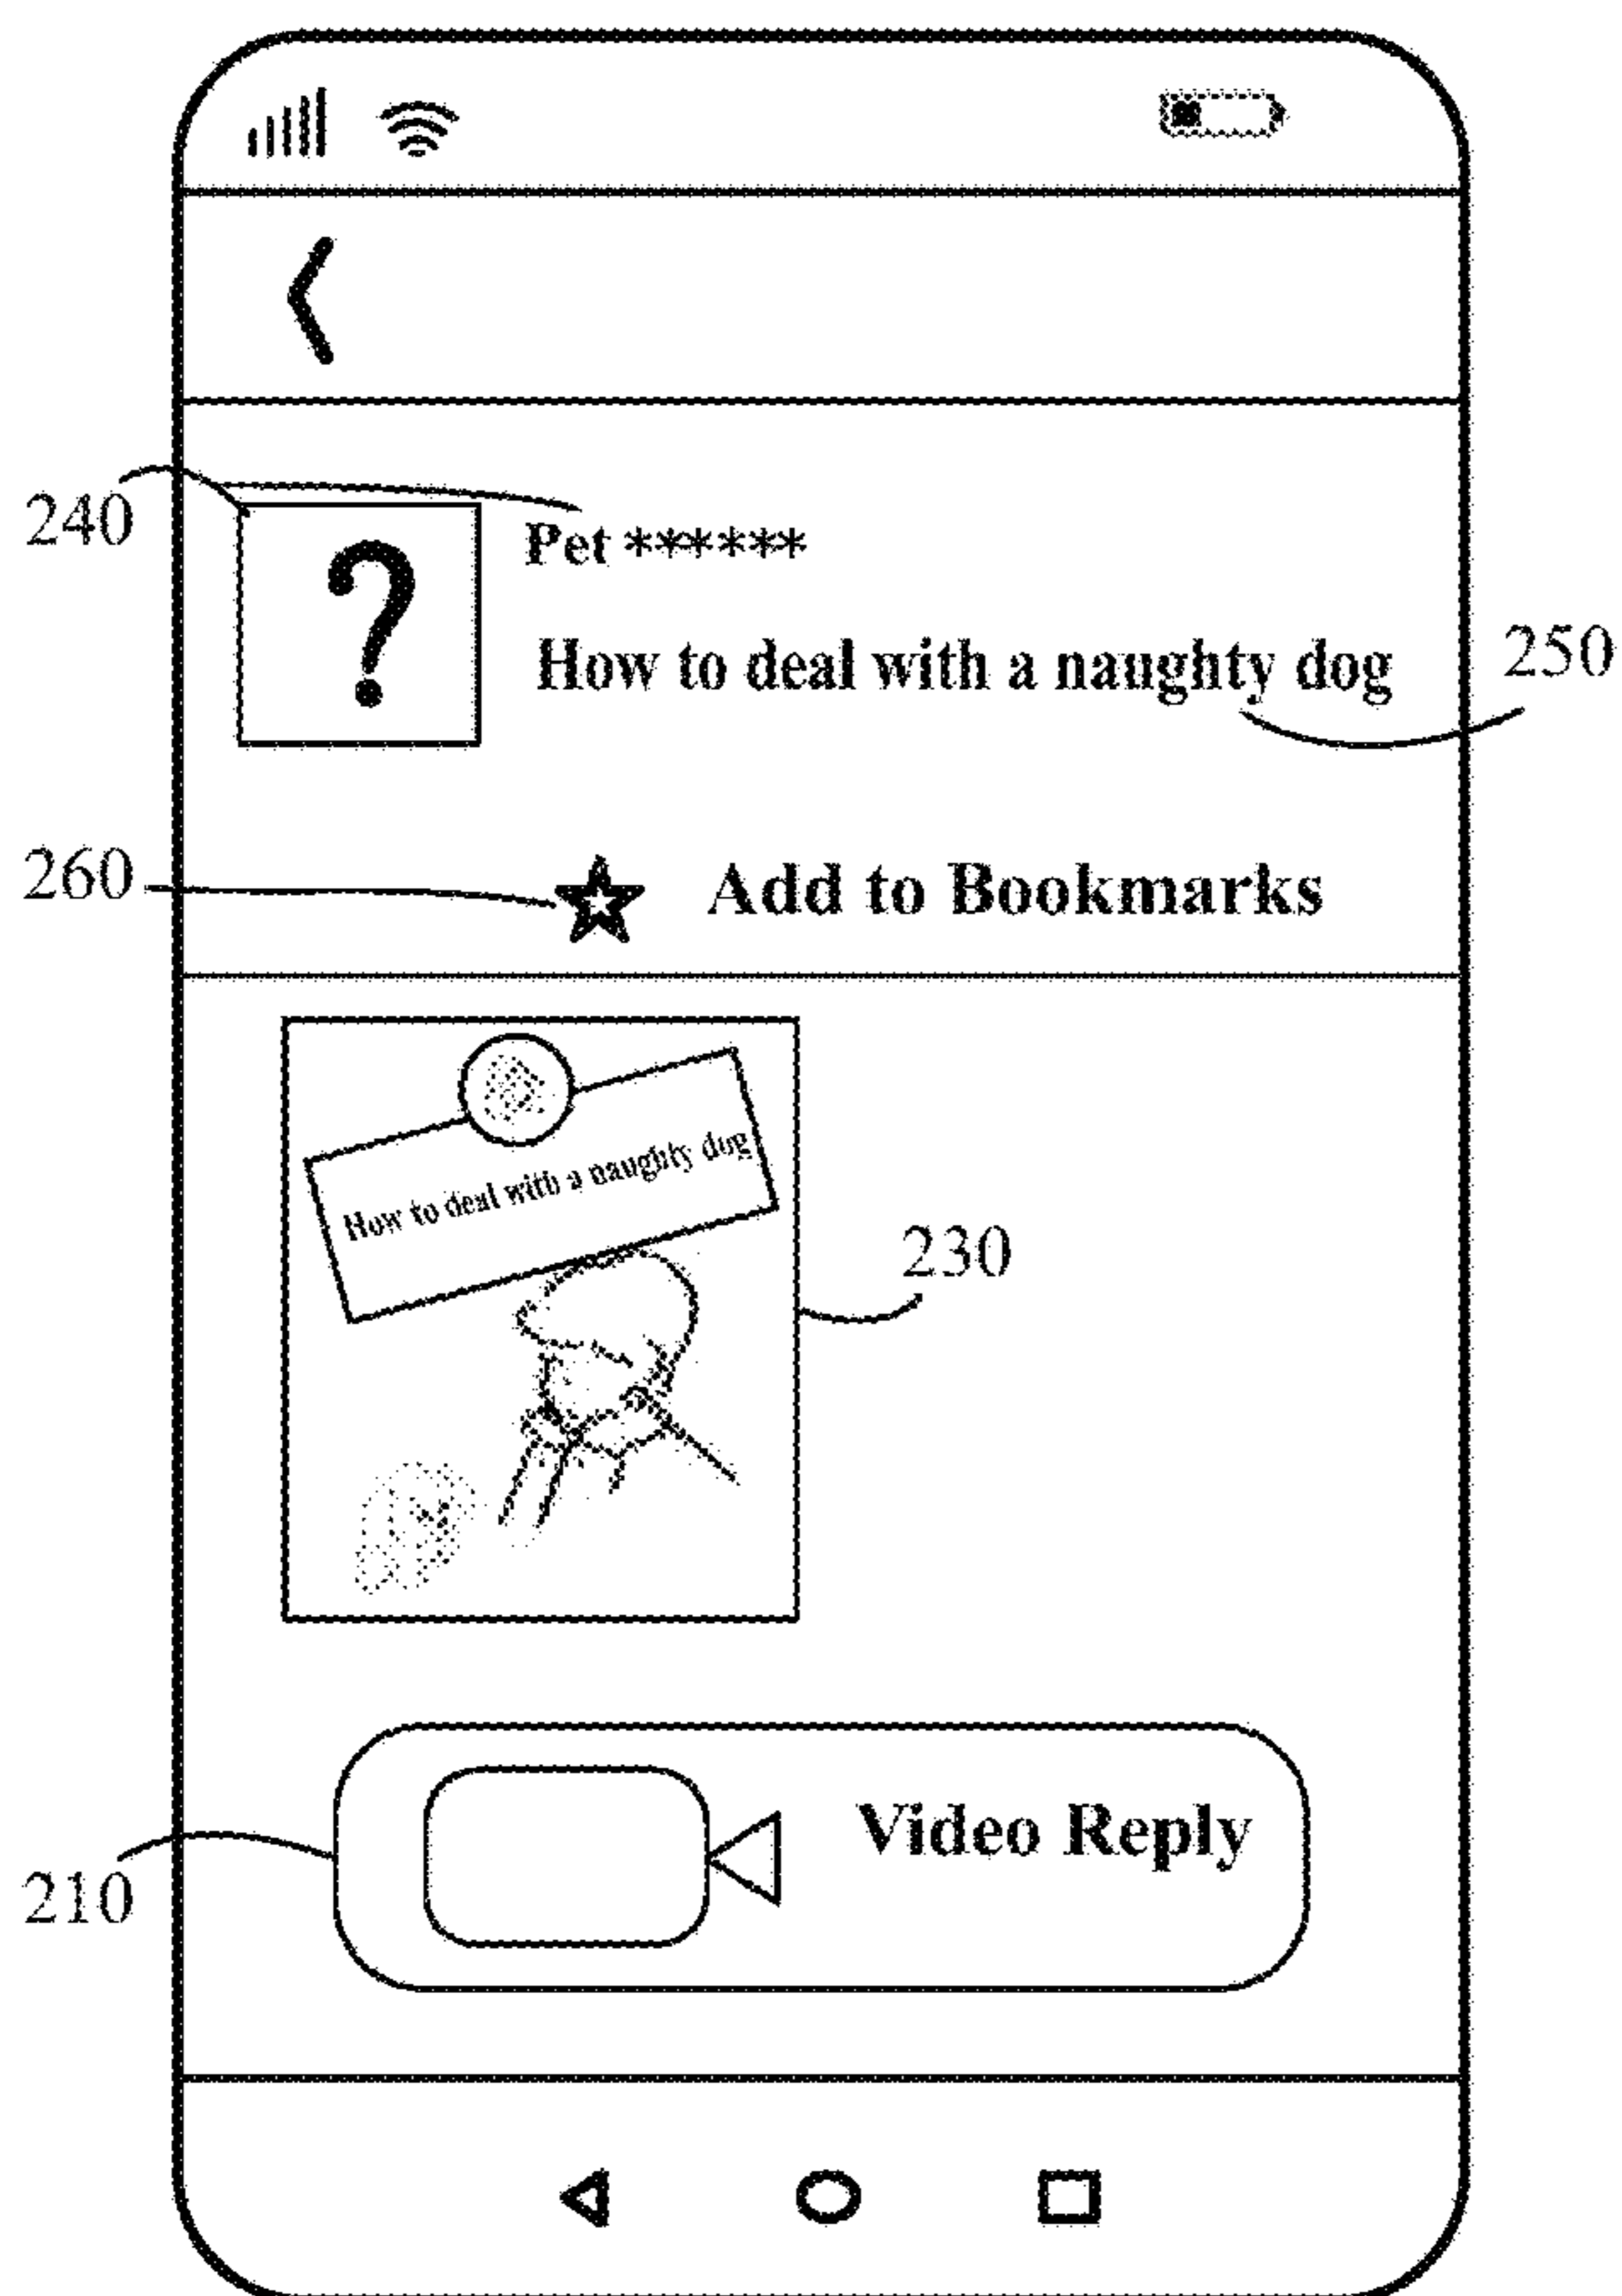 240
?
Pet ******
How to deal with a naughty dog
250
260
Add to Bookmarks
How to deal with a naughty dog
230
Video Reply
210